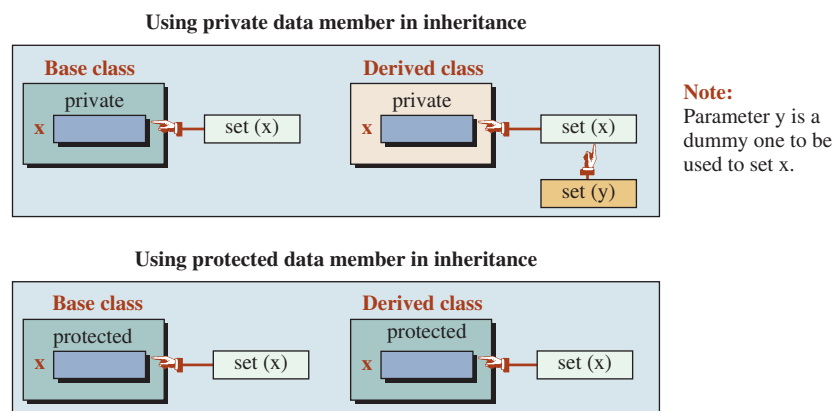 Using private data member in inheritance
Base class
Derived class
private
private
x
set (x)
x
set (x)
set (y)
Note:
Parameter y is a
dummy one to be
used to set x.
Using protected data member in inheritance
Base class
Derived class
protected
protected
x
set (x)
x
set (x)